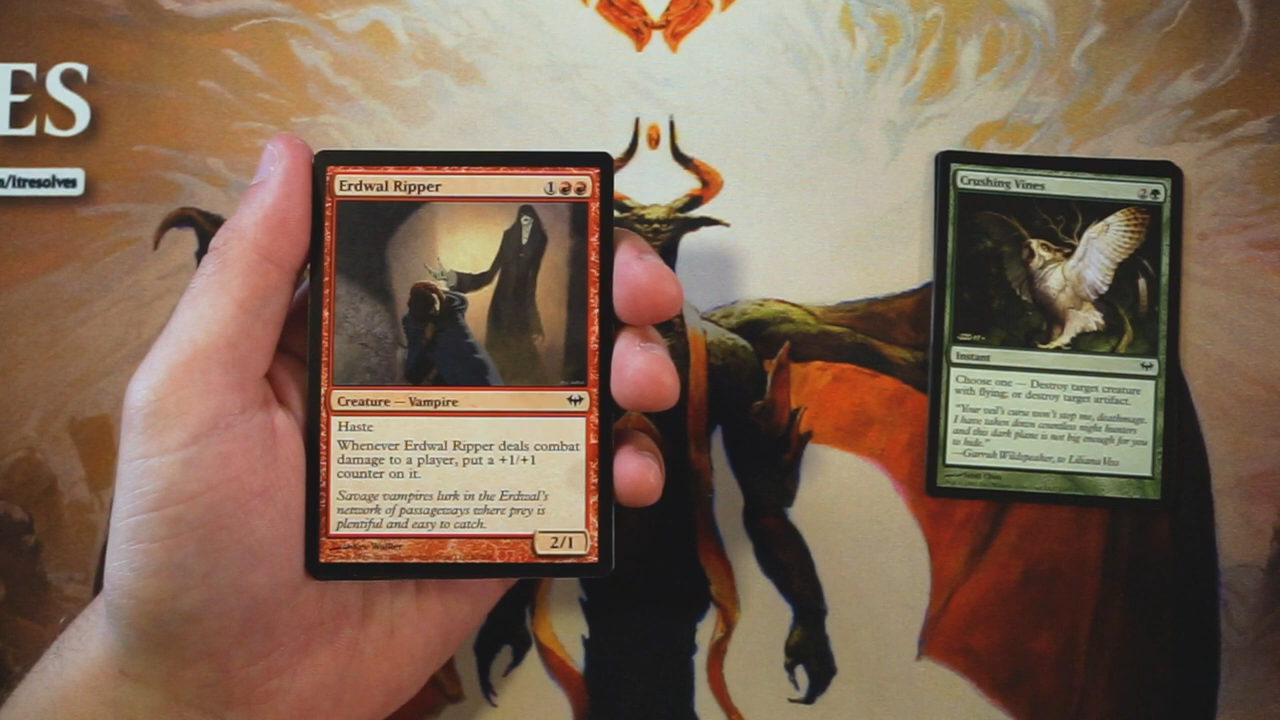 ES
/ltresolves
Erdwal Ripper 1
Creature — Vampire
Haste
Whenever Erdwal Ripper deals combat
damage to a player, put a +1/+1
counter on it.
Savage vampires lurk in the Erdwal's
network of passageways where prey is
plentiful and easy to catch.
2/1
Crushing Vines 2
Instant
Choose one — Destroy target creature
with flying; or destroy target artifact.
"Your veil's curse won't stop me, deathmage.
I have taken down countless night hunters
and this dark plane is not big enough for you
to hide."
—Garruk Wildspeaker, to Liliana Vess